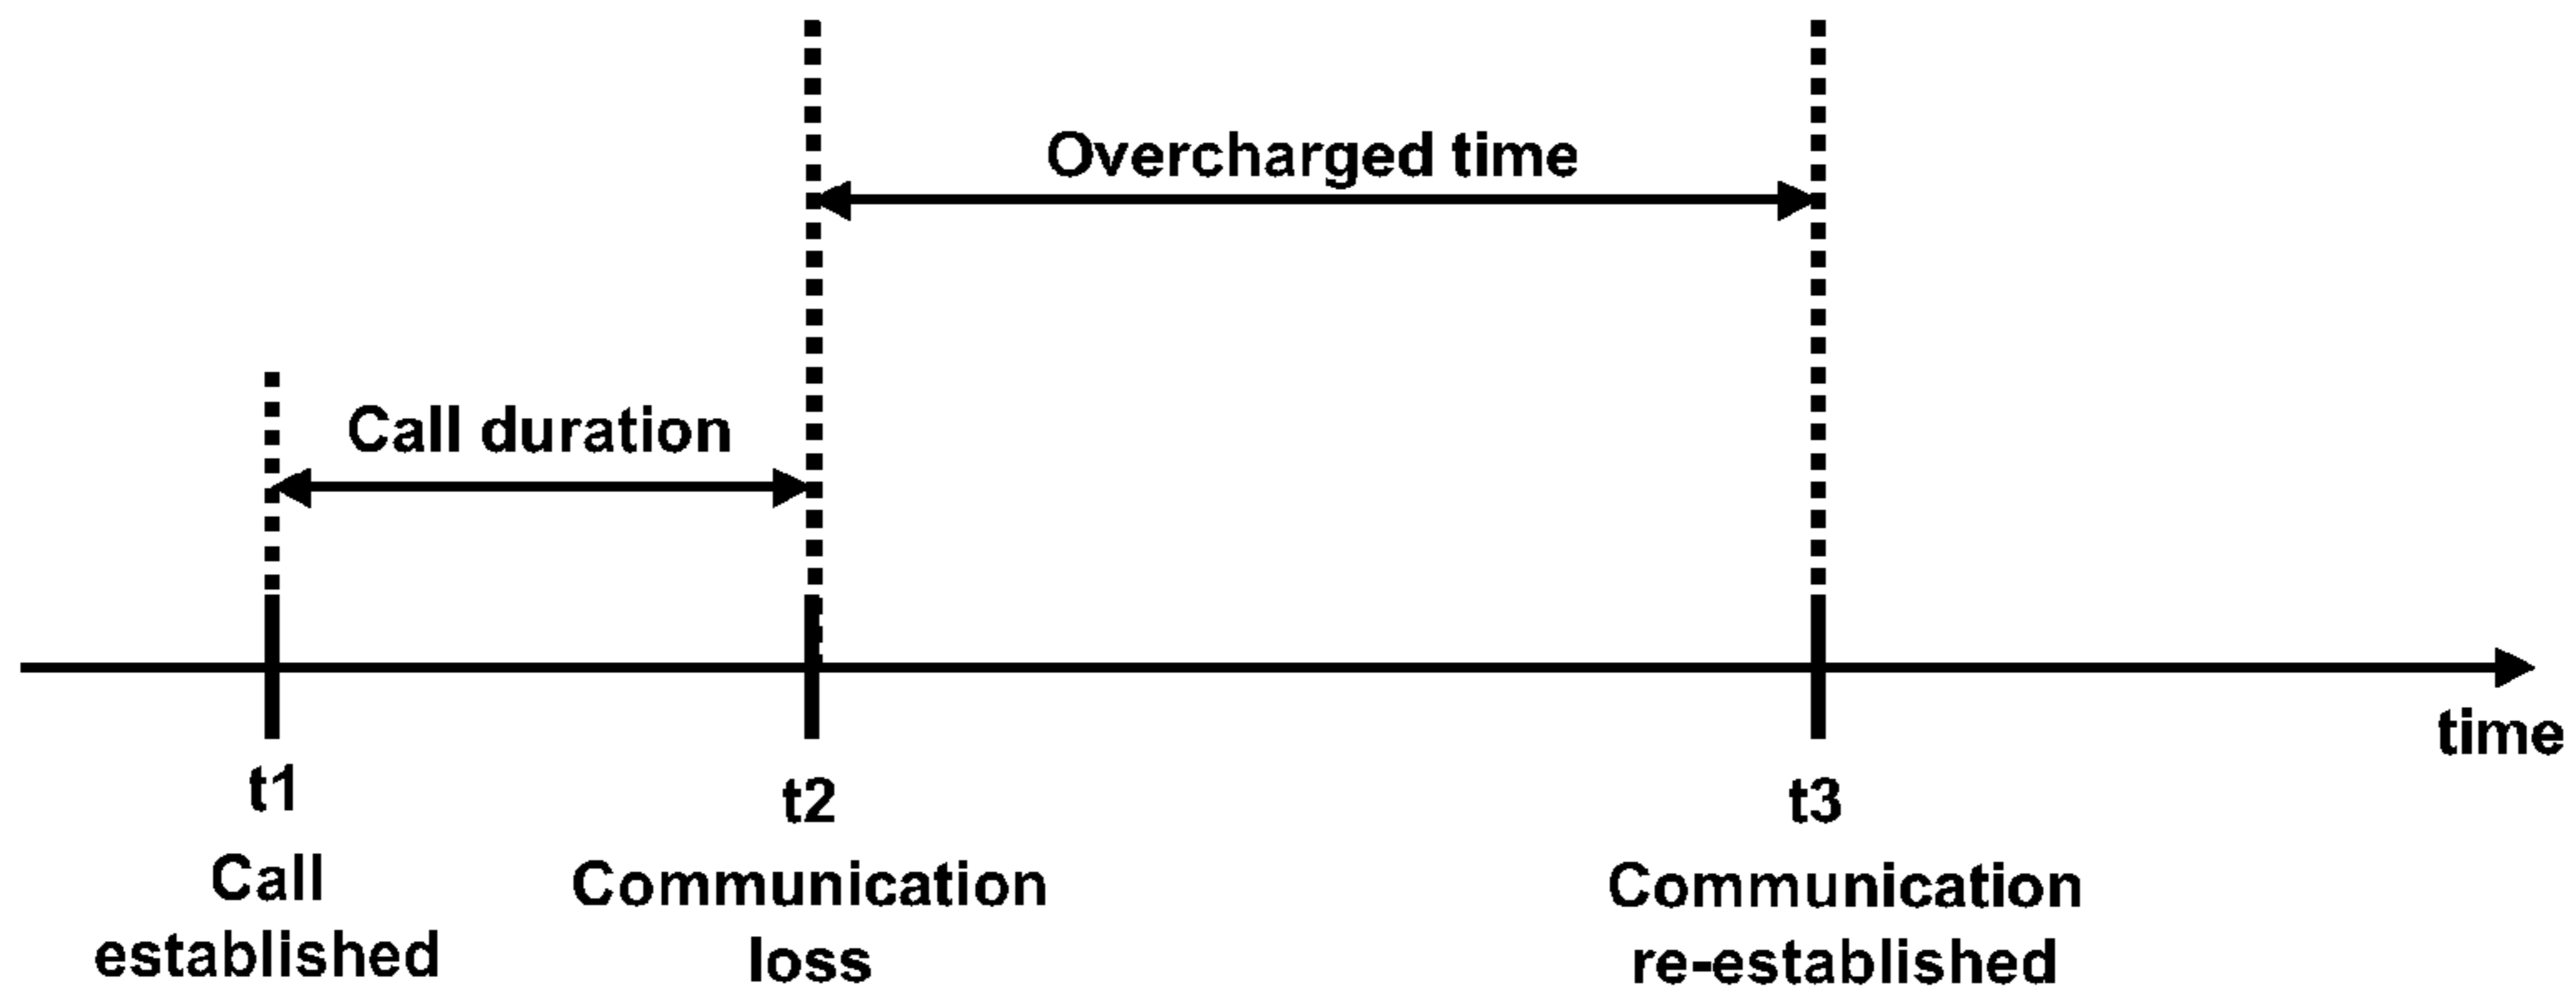 Overcharged time
Call duration
time
t1
Call
established
t2
Communication
loss
t3
Communication
re-established